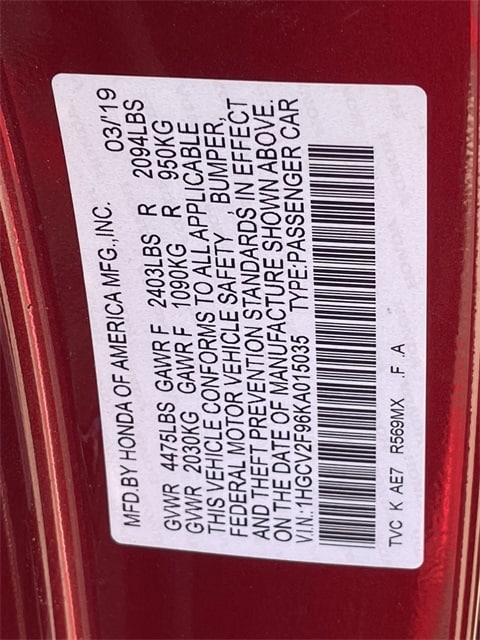 MFD.BY HONDA OF AMERICA MFG.,INC. 03/'19
GVWR 4475LBS GAWR F 2403LBS R 2094LBS
GVWR 2030KG GAWR F 1090KG R 950KG
THIS VEHICLE CONFORMS TO ALL APPLICABLE
FEDERAL MOTOR VEHICLE SAFETY , BUMPER,
AND THEFT PREVENTION STANDARDS IN EFFECT
ON THE DATE OF MANUFACTURE SHOWN ABOVE.
V.I.N.:1HGCV2F96KA015035 TYPE:PASSENGER CAR
TVC K AE7 R569MX .F .A